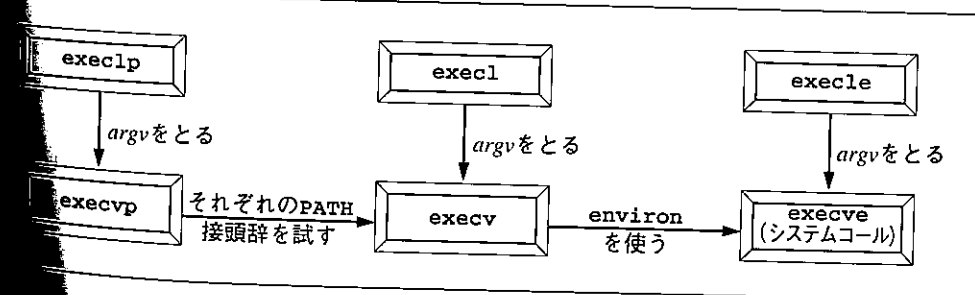 execlp
execl
execle
argvをとる
argvをとる
argvをとる
execvp
それぞれのPATH
接頭辞を試す
execv
environ
を使う
execve
(システムコール)